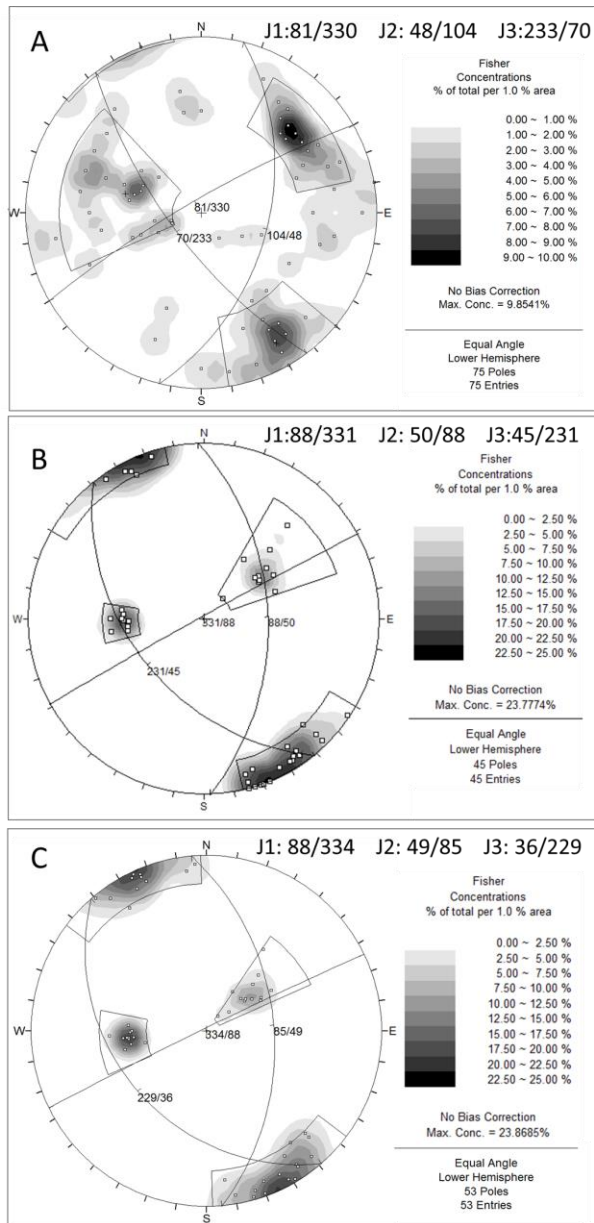 A
J1:81/330 J2: 48/104 J3:233/70
N
W
E
S
81/330
70/233
104/48
Fisher
Concentrations
% of total per 1.0 % area
0.00 ~ 1.00 %
1.00 ~ 2.00 %
2.00 ~ 3.00 %
3.00 ~ 4.00 %
4.00 ~ 5.00 %
5.00 ~ 6.00 %
6.00 ~ 7.00 %
7.00 ~ 8.00 %
8.00 ~ 9.00 %
9.00 ~ 10.00 %
No Bias Correction
Max. Conc. = 9.8541%
Equal Angle
Lower Hemisphere
75 Poles
75 Entries
B
J1:88/331 J2: 50/88 J3:45/231
N
W
E
S
331/88
88/50
231/45
Fisher
Concentrations
% of total per 1.0 % area
0.00 ~ 2.50 %
2.50 ~ 5.00 %
5.00 ~ 7.50 %
7.50 ~ 10.00 %
10.00 ~ 12.50 %
12.50 ~ 15.00 %
15.00 ~ 17.50 %
17.50 ~ 20.00 %
20.00 ~ 22.50 %
22.50 ~ 25.00 %
No Bias Correction
Max. Conc. = 23.7774%
Equal Angle
Lower Hemisphere
45 Poles
45 Entries
C
J1: 88/334 J2: 49/85 J3: 36/229
N
W
E
S
334/88
85/49
229/36
Fisher
Concentrations
% of total per 1.0 % area
0.00 ~ 2.50 %
2.50 ~ 5.00 %
5.00 ~ 7.50 %
7.50 ~ 10.00 %
10.00 ~ 12.50 %
12.50 ~ 15.00 %
15.00 ~ 17.50 %
17.50 ~ 20.00 %
20.00 ~ 22.50 %
22.50 ~ 25.00 %
No Bias Correction
Max. Conc. = 23.8685%
Equal Angle
Lower Hemisphere
53 Poles
53 Entries